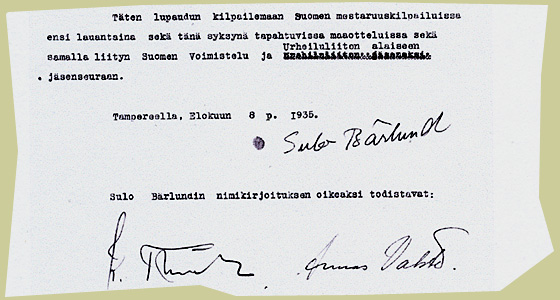 Täten lupaudun kilpailemaan Suomen mestaruuskilpailuissa
ensi lauantaina sekä tänä syksynä tapahtuvissa maaotteluissa sekä
samalla liityn Suomen Voimistelu ja Urheiluliiton alaiseen
jäsenseuraan.
Tampereella, Elokuun 8 p. 1935.
Sulo Bärlund
Sulo Bärlundin nimikirjoituksen oikeaksi todistavat: